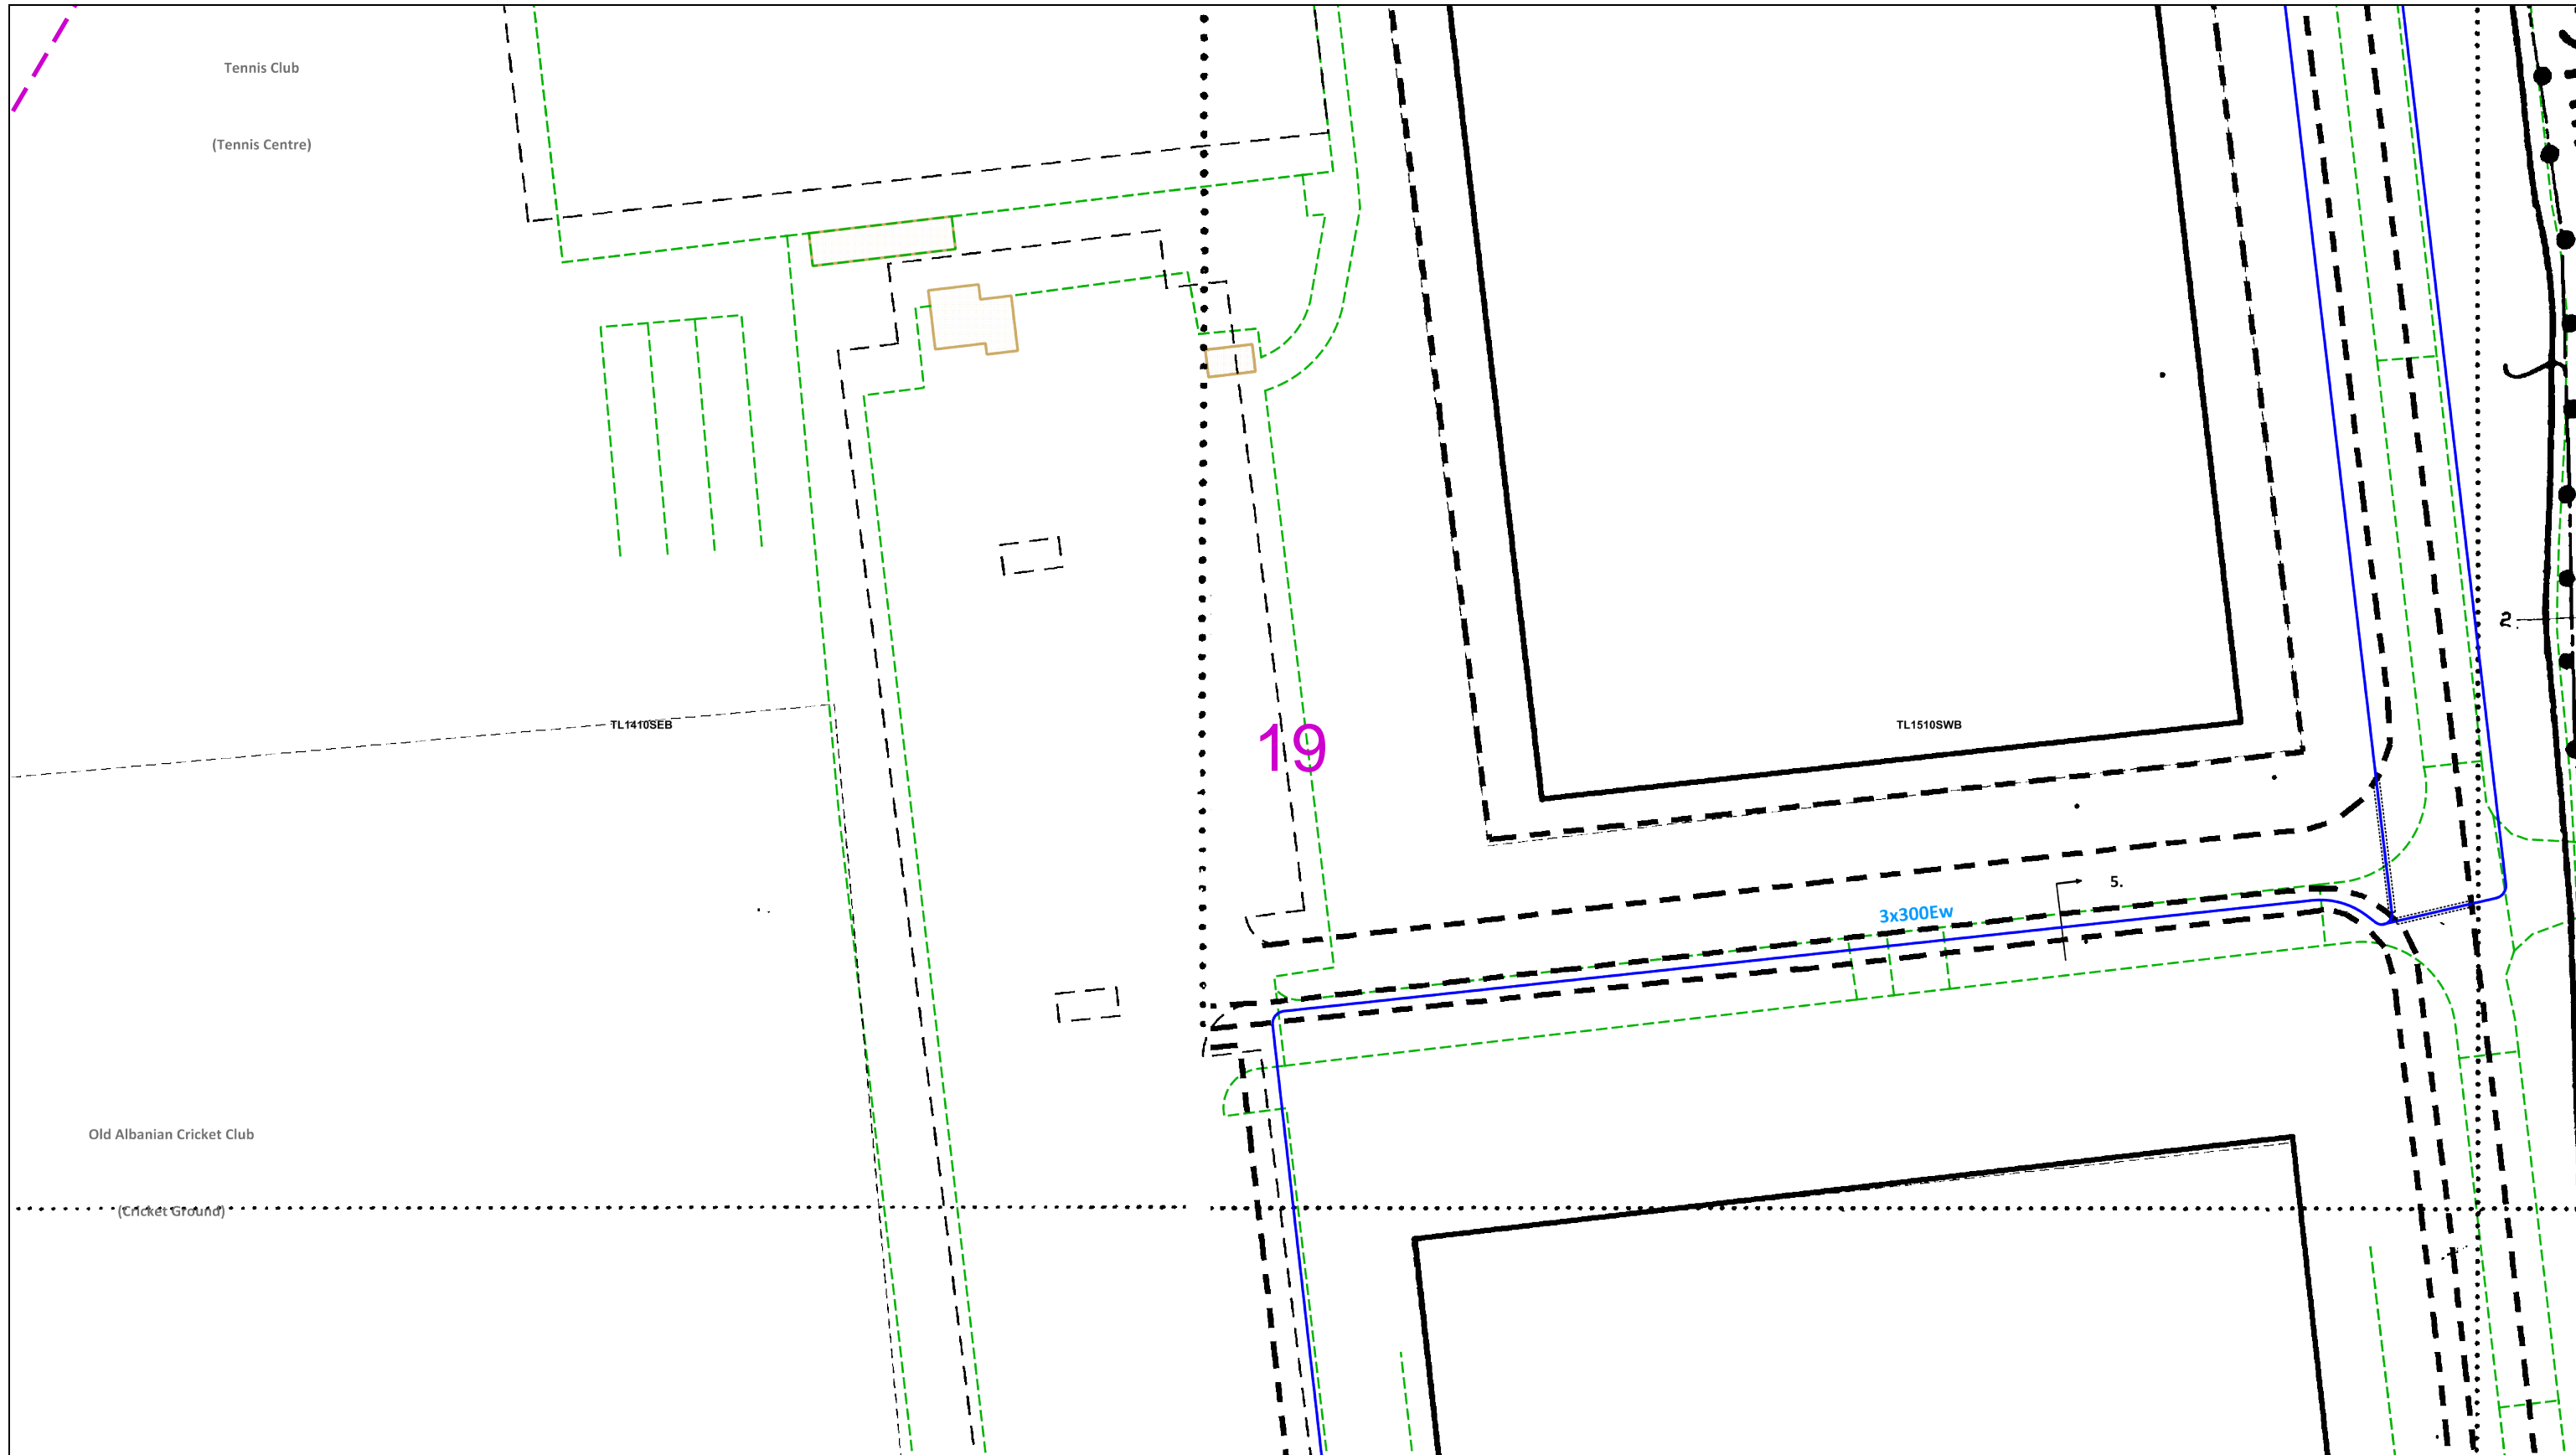 Tennis Club
(Tennis Centre)
2
TL1410SEB
TL1510SWB
19
5.
3x300Ew
Old Albanian Cricket Club
(Cricket Ground)